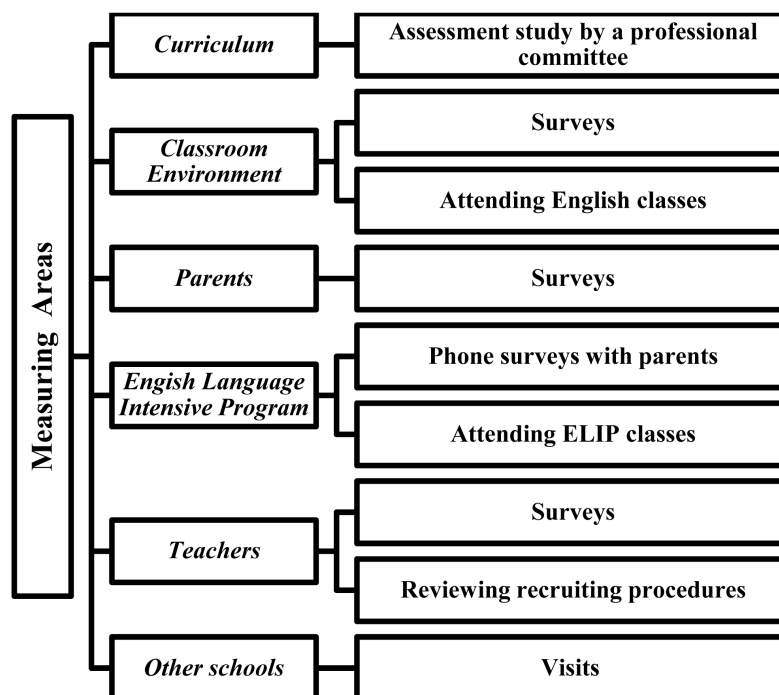 Measuring Areas
Curriculum
Assessment study by a professional
committee
Classroom
Environment
Surveys
Attending English classes
Parents
Surveys
Engish Language
Intensive Program
Phone surveys with parents
Attending ELIP classes
Teachers
Surveys
Reviewing recruiting procedures
Other schools
Visits